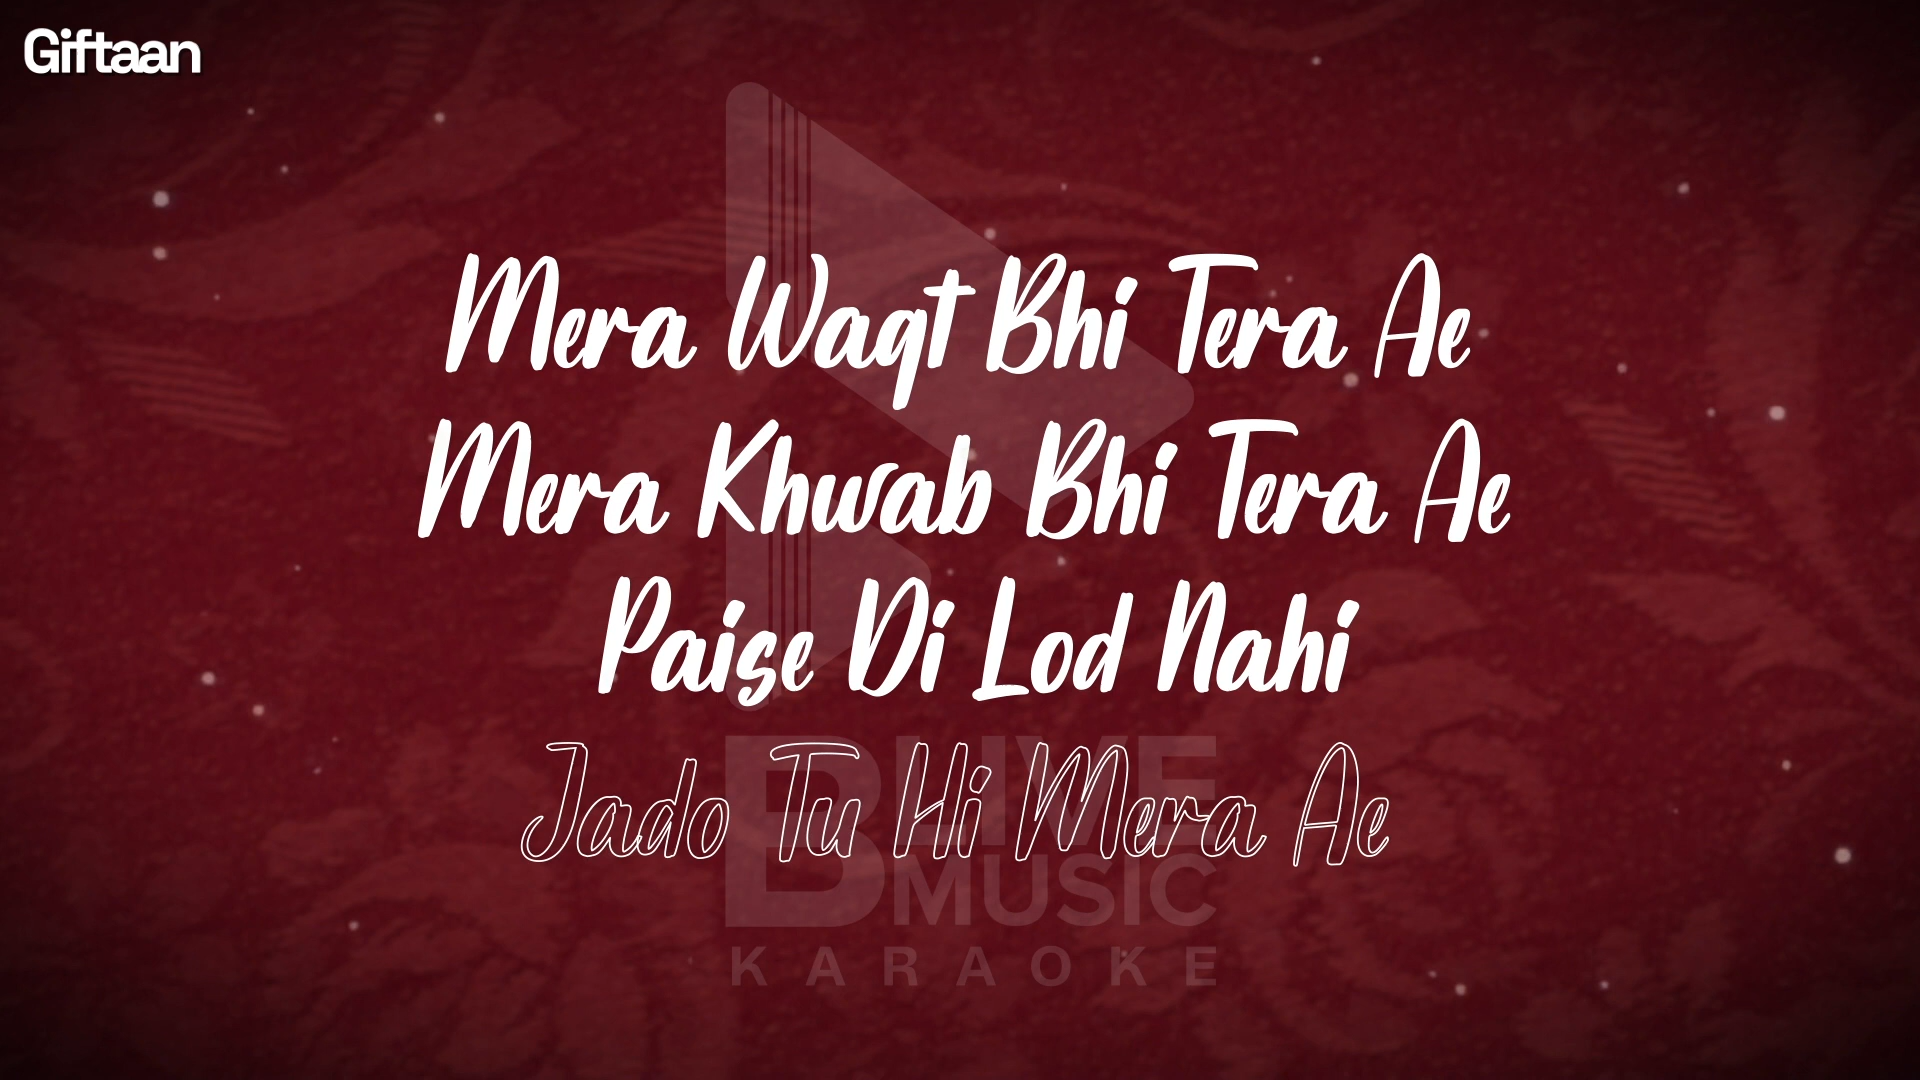 Giftaan
Mera Waqt Bhi Tera Ae
Mera Khwab Bhi Tera Ae
Paise Di Lod Nahi
Jado Tu Hi Mera Ae
B LIVE
MUSIC
KARAOKE